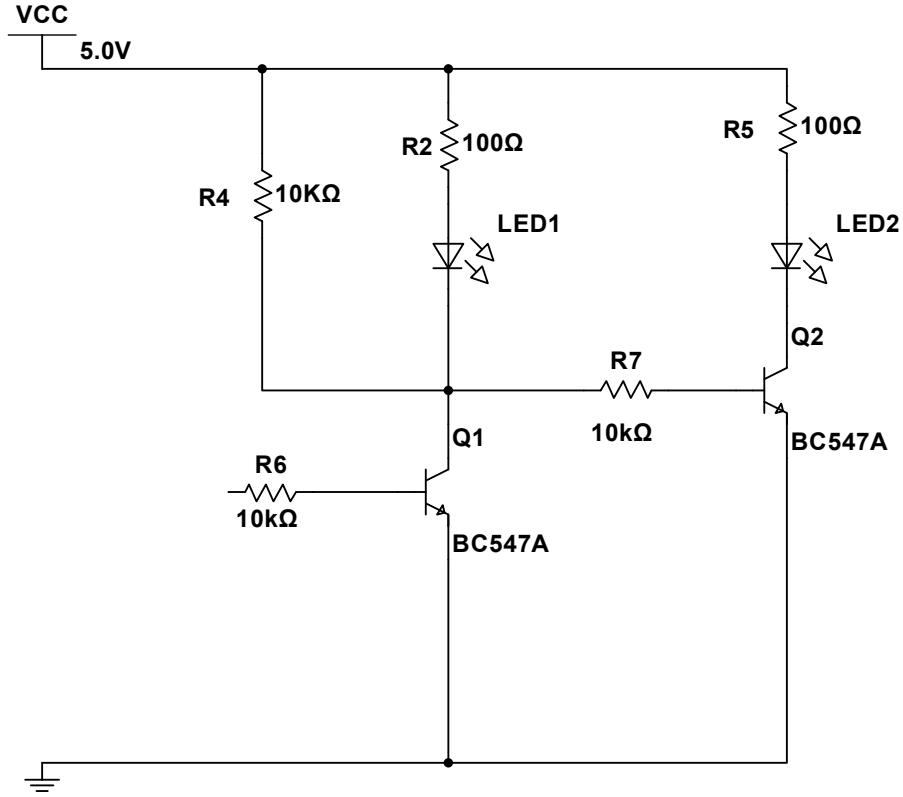 VCC
5.0V
R2 100Ω
R5 100Ω
R4 10KΩ
LED1
LED2
Q2
R7
10kΩ
Q1
BC547A
R6
10kΩ
BC547A